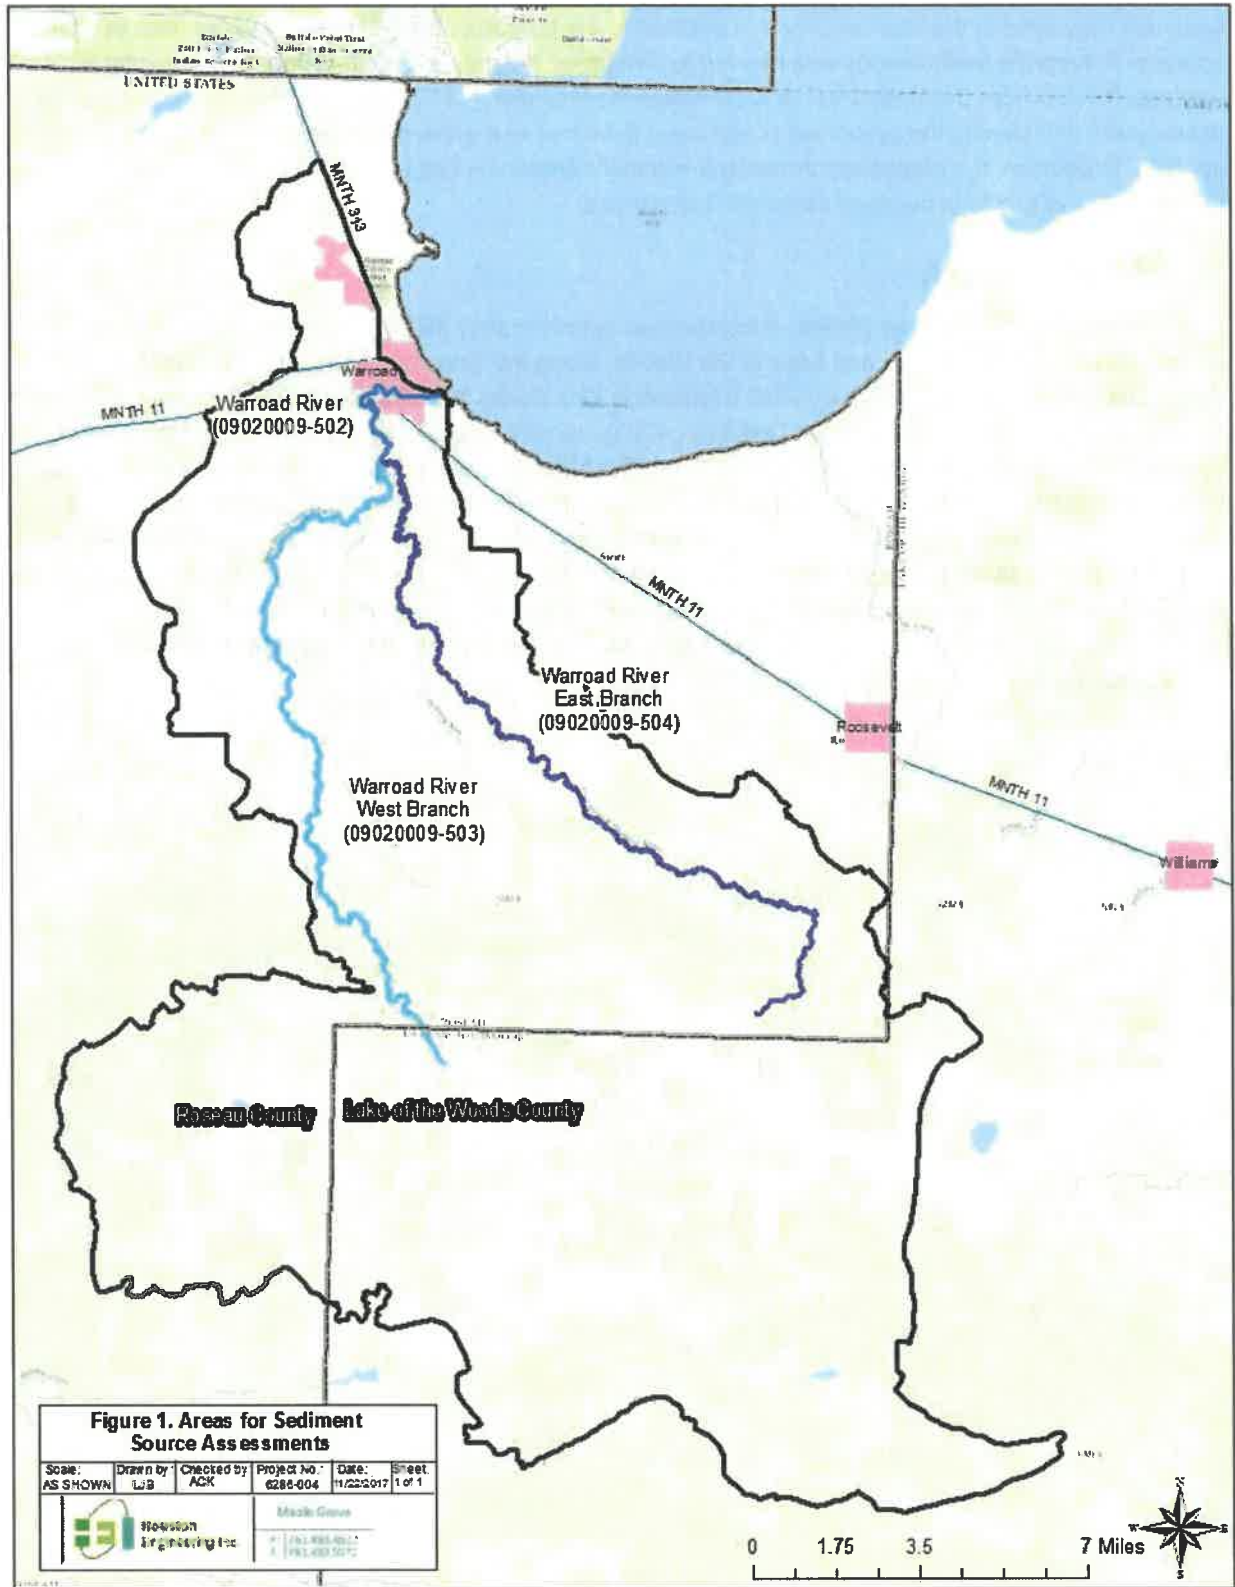 UNITED STATES
MNTH 313
Warroad
MNTH 11
Warroad River
(09020009-502)
MNTH 11
Warroad River
East Branch
(09020009-504)
Roosevelt
MNTH 11
Williams
Warroad River
West Branch
(09020009-503)
Roseau County
Lake of the Woods County
Figure 1. Areas for Sediment
Source Assessments
Scale: Drawn by: Checked by: Project No.: Date: Sheet:
AS SHOWN LJB ACK 6286-004 11/22/2017 1 of 1
Houston
Engineering Inc.
Maple Grove
0 1.75 3.5 7 Miles
N
W E
S